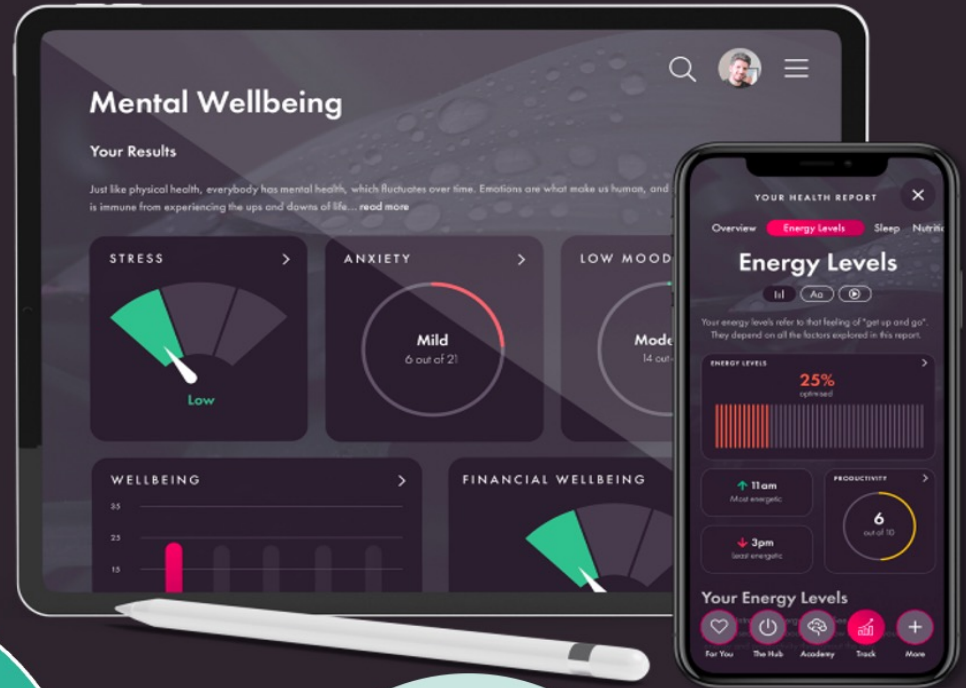 Mental Wellbeing
Your Results
Just like physical health, everybody has mental health, which fluctuates over time. Emotions are what make us human, and
is immune from experiencing the ups and downs of life... read more
STRESS
Low
ANXIETY
Mild
6 out of 21
LOW MOOD
Mode
14 out
WELLBEING
35
25
15
FINANCIAL WELLBEING
YOUR HEALTH REPORT
Overview
Energy Levels
Sleep
Nutriti
Energy Levels
Aa
Your energy levels refer to that feeling of "get up and go".
They depend on all the factors explored in this report.
ENERGY LEVELS
25%
optimised
11am
Most energetic
3pm
Least energetic
PRODUCTIVITY
6
out of 10
Your Energy Levels
For You
The Hub
Academy
Track
More